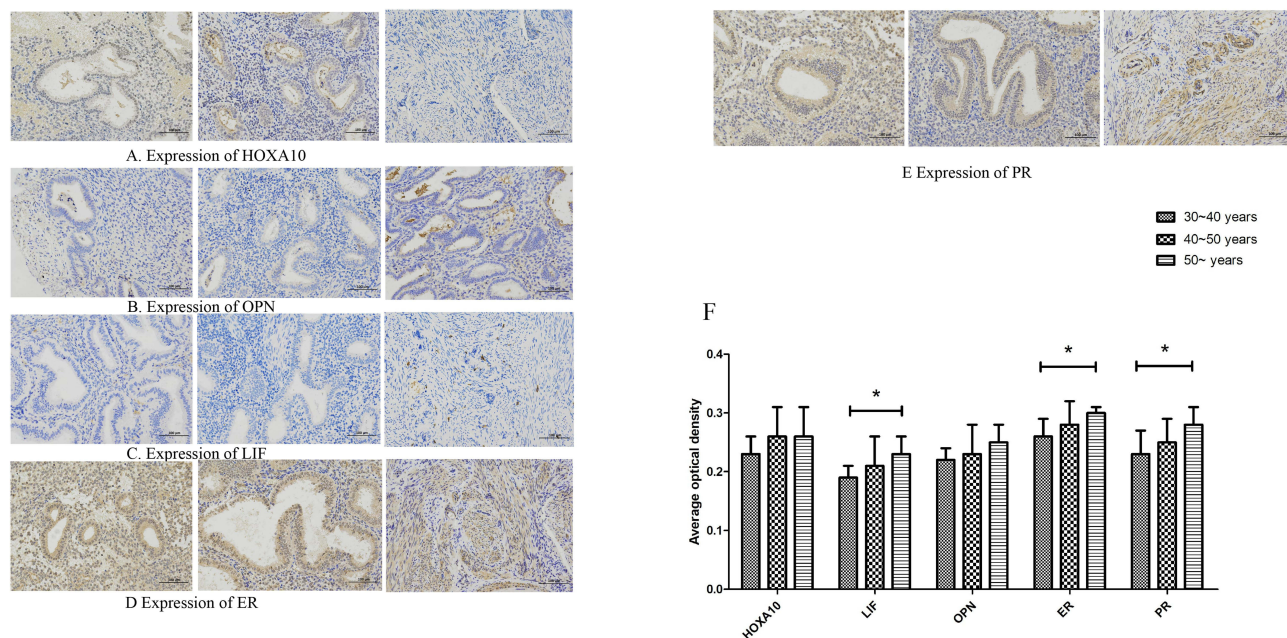 A. Expression of HOXA10
B. Expression of OPN
C. Expression of LIF
D Expression of ER
E Expression of PR
30~40 years
40~50 years
50~ years
F
Average optical density
0.4
0.3
0.2
0.1
0.0
*
*
*
HOXA10
LIF
OPN
ER
PR